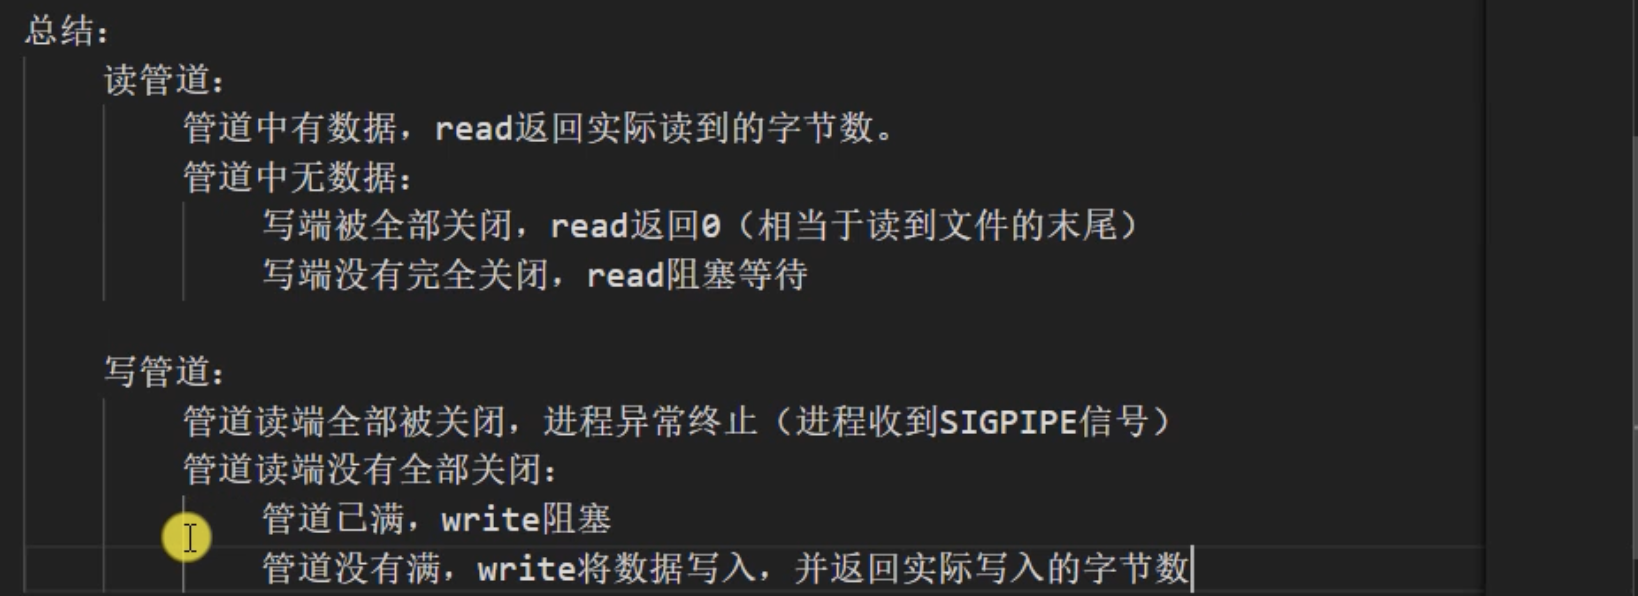 总结：
读管道：
管道中有数据，read返回实际读到的字节数。
管道中无数据：
写端被全部关闭，read返回0（相当于读到文件的末尾）
写端没有完全关闭，read阻塞等待
写管道：
管道读端全部被关闭，进程异常终止（进程收到SIGPIPE信号）
管道读端没有全部关闭：
管道已满，write阻塞
管道没有满，write将数据写入，并返回实际写入的字节数